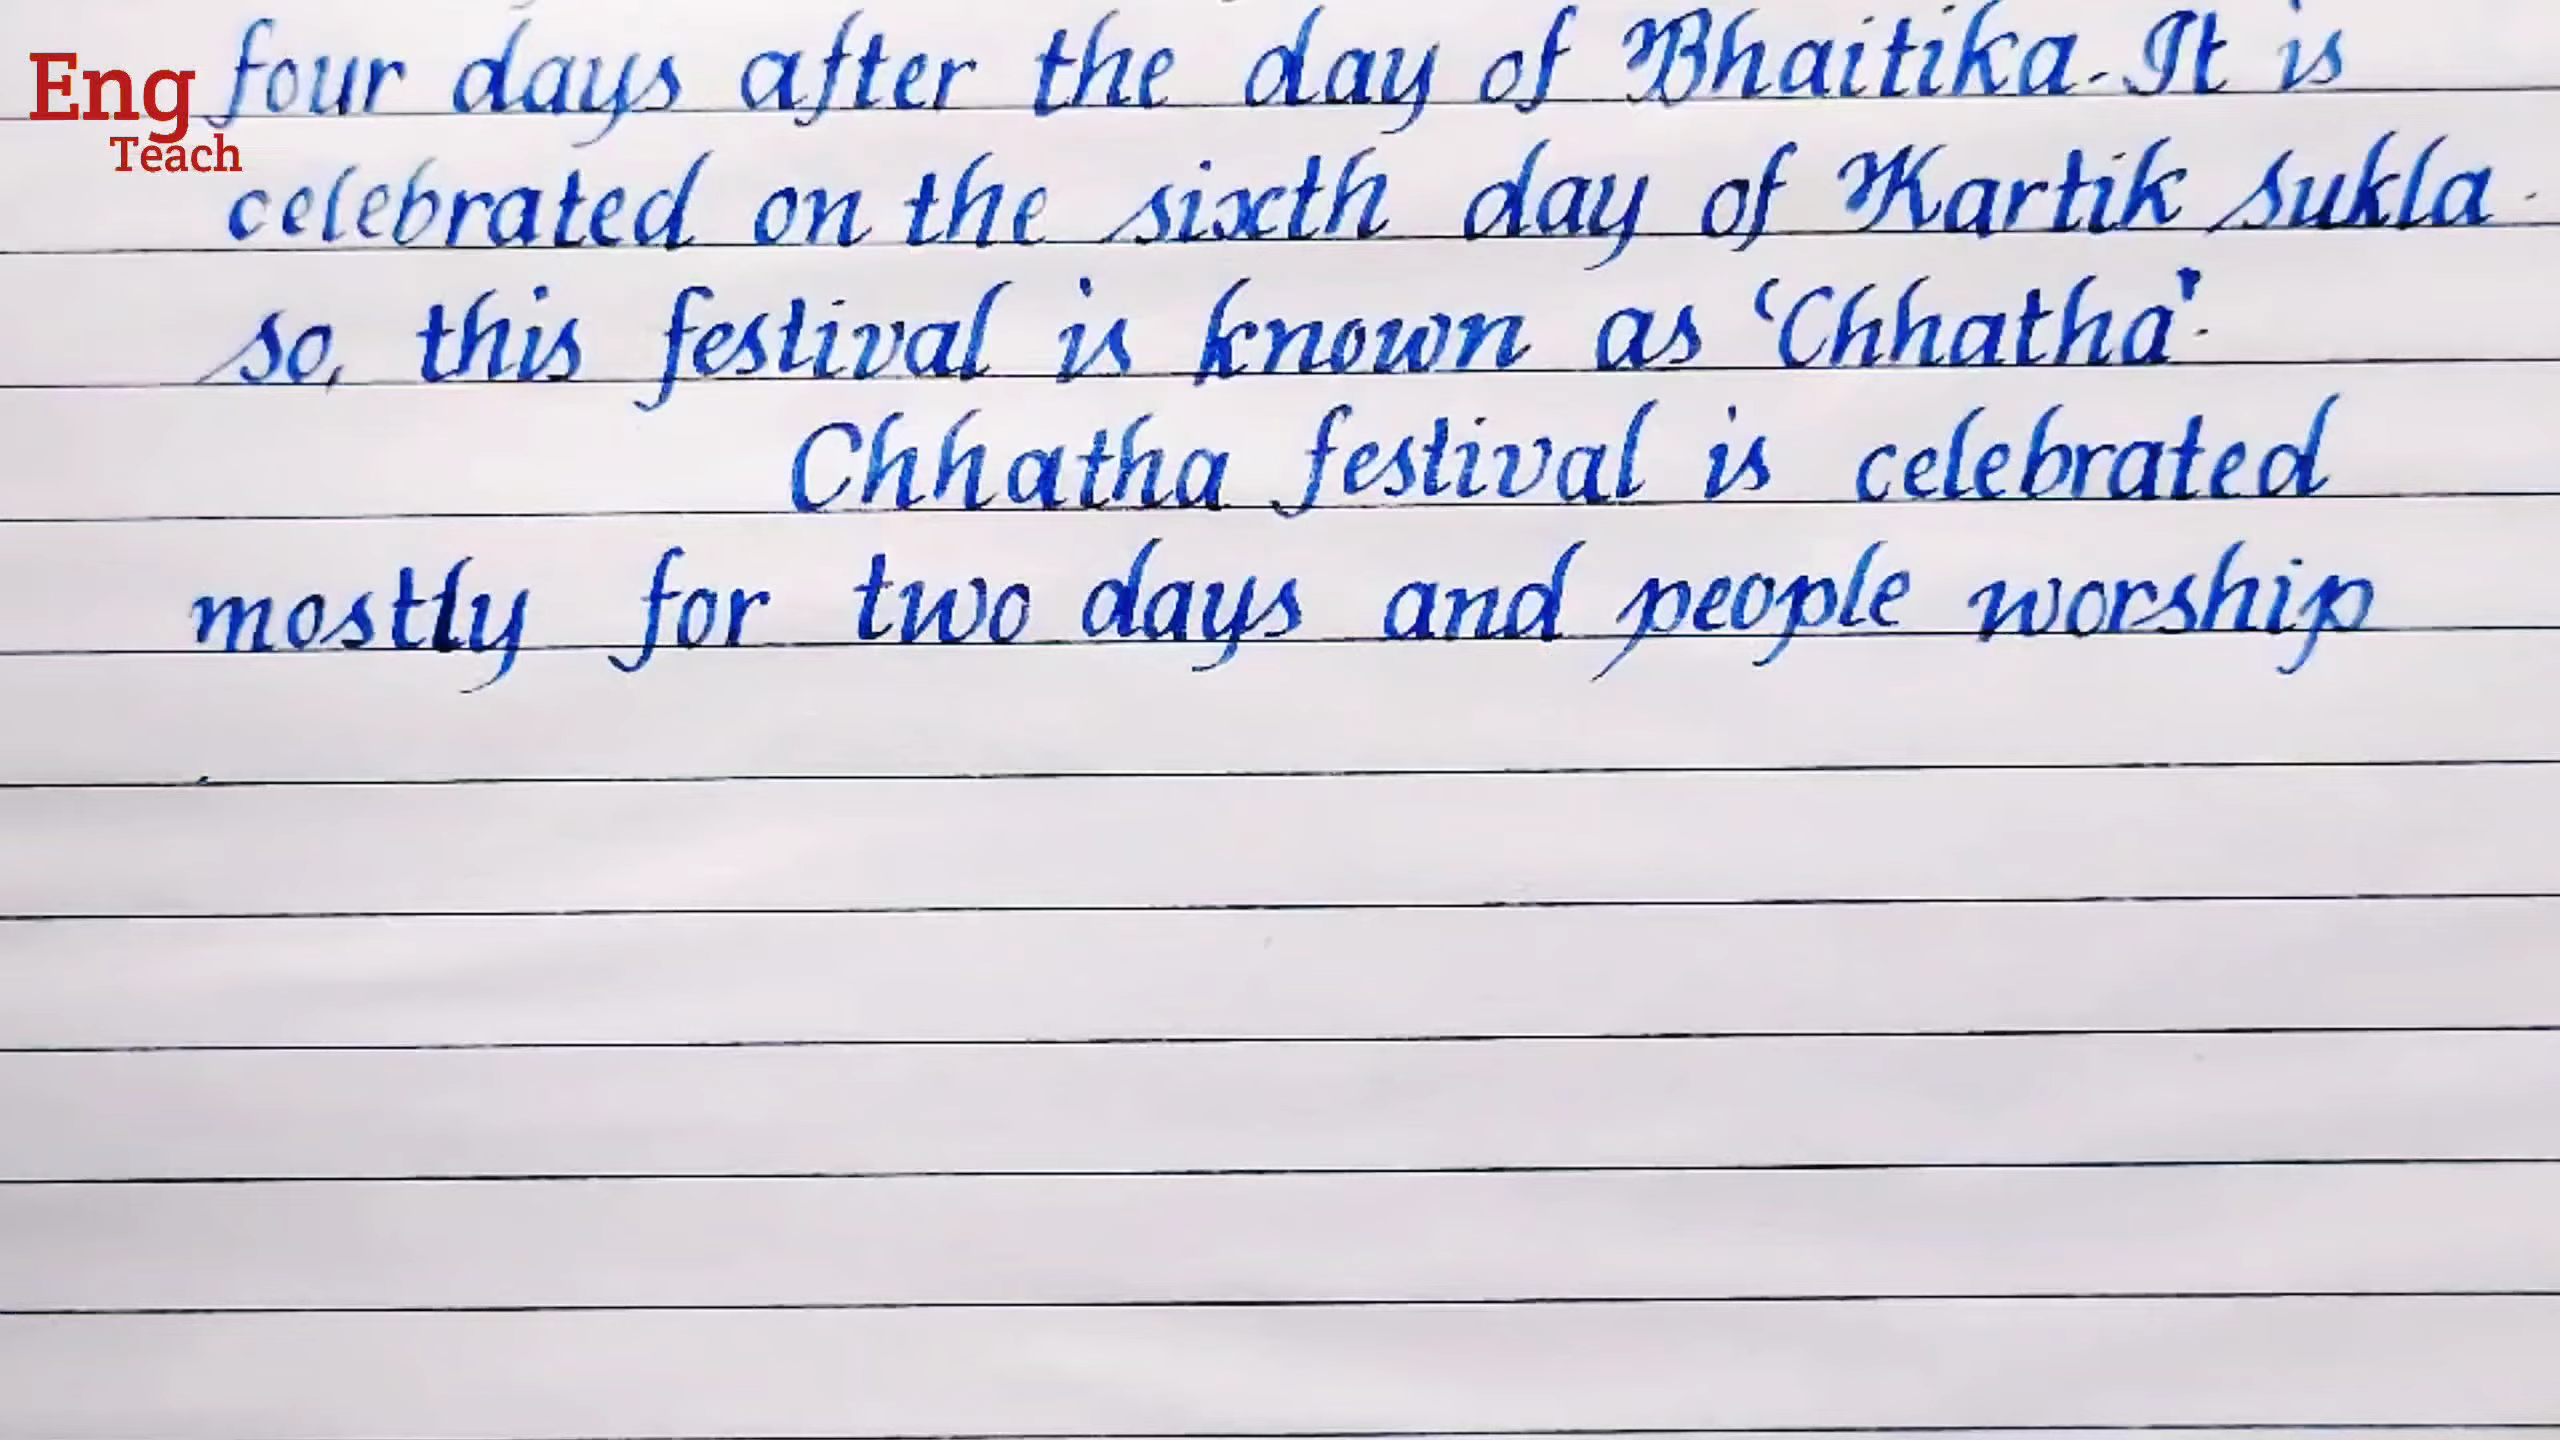 Eng
Teach
four days after the day of Bhaitika. It is
celebrated on the sixth day of Kartik sukla.
so, this festival is known as ‘Chhatha’.
Chhatha festival is celebrated
mostly for two days and people worship